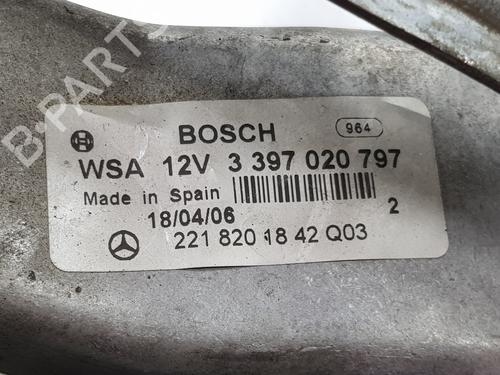 B-PARTS
BOSCH
964
WSA 12V 3 397 020 797
Made in Spain
18/04/06
2
221 820 18 42 Q03